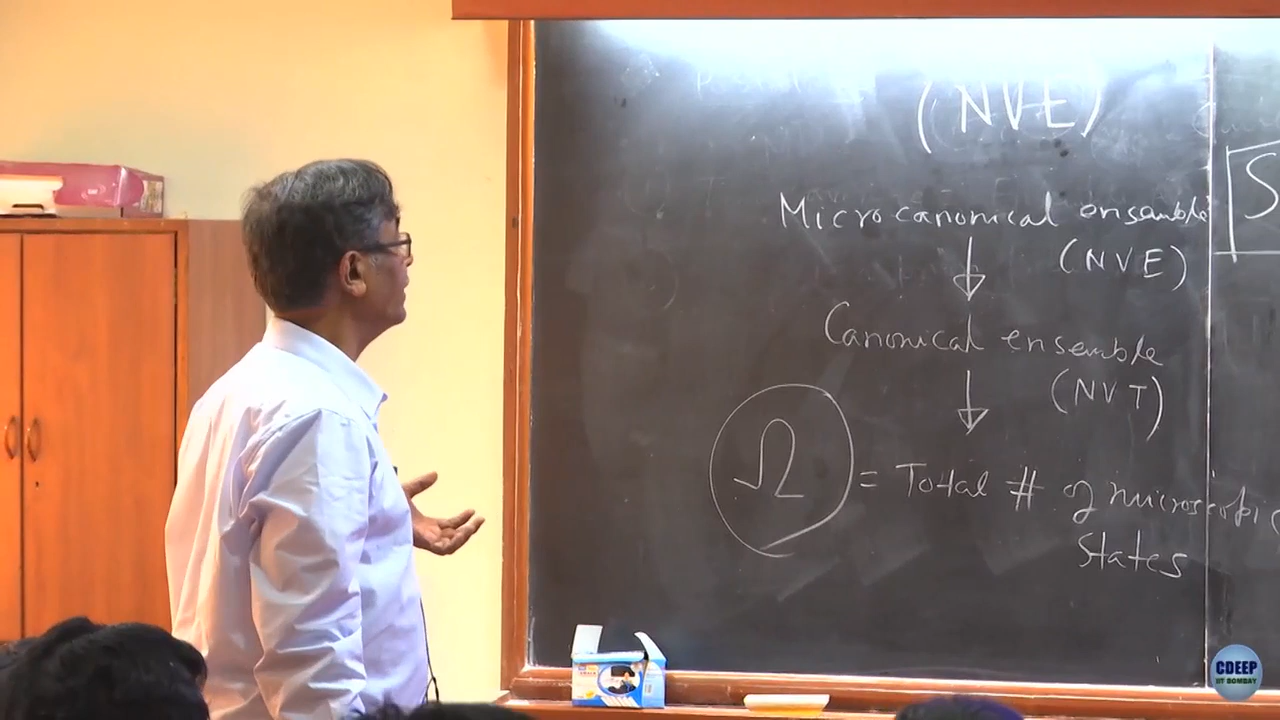 (NVE)
Microcanonical ensemble
(NVE)
Canonical ensemble
(NVT)
Ω = Total # of microscopic
States
S
CDEEP
IIT BOMBAY